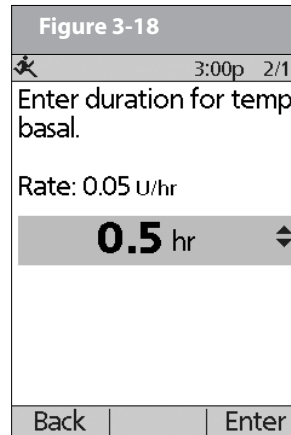 Figure 3-18
3:00p 2/1
Enter duration for temp
basal.
Rate: 0.05 U/hr
0.5 hr
Back Enter